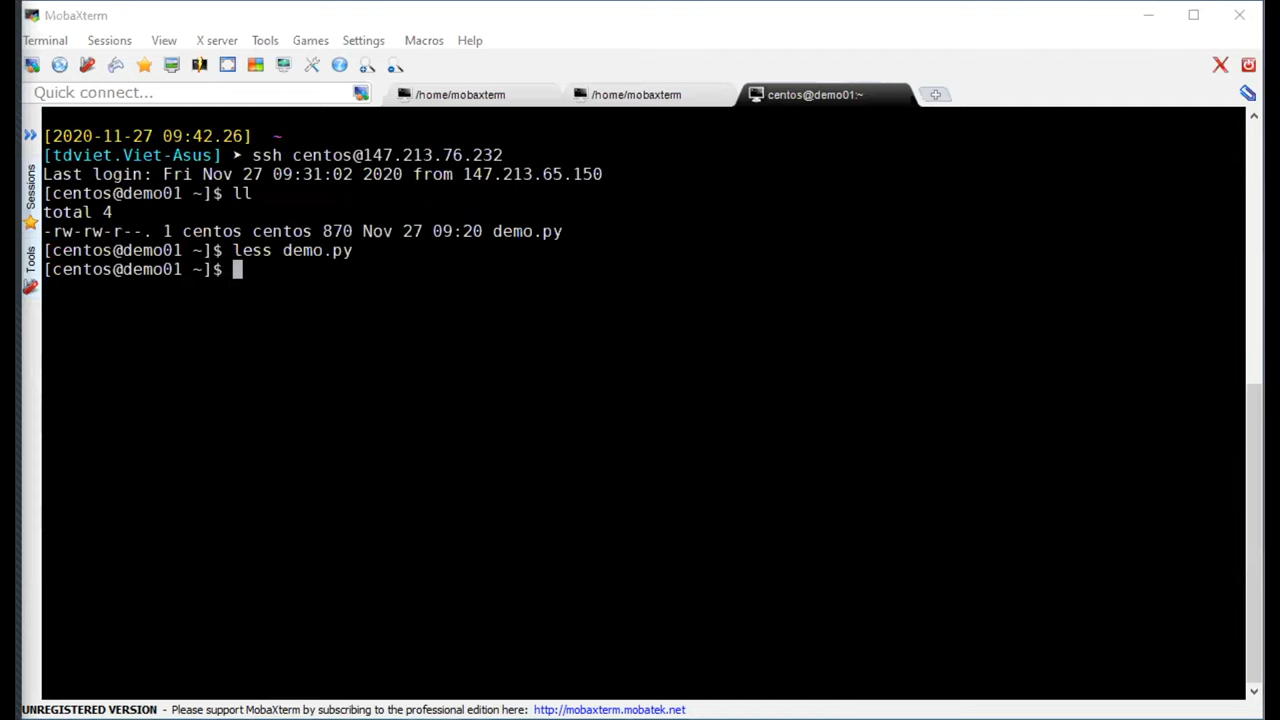 MobaXterm
Terminal Sessions View X server Tools Games Settings Macros Help
Quick connect... /home/mobaxterm /home/mobaxterm centos@demo01:~
Sessions
Tools
[2020-11-27 09:42.26] ~
[tdviet.Viet-Asus] ➤ ssh centos@147.213.76.232
Last login: Fri Nov 27 09:31:02 2020 from 147.213.65.150
[centos@demo01 ~]$ ll
total 4
-rw-rw-r--. 1 centos centos 870 Nov 27 09:20 demo.py
[centos@demo01 ~]$ less demo.py
[centos@demo01 ~]$
UNREGISTERED VERSION - Please support MobaXterm by subscribing to the professional edition here: http://mobaxterm.mobatek.net